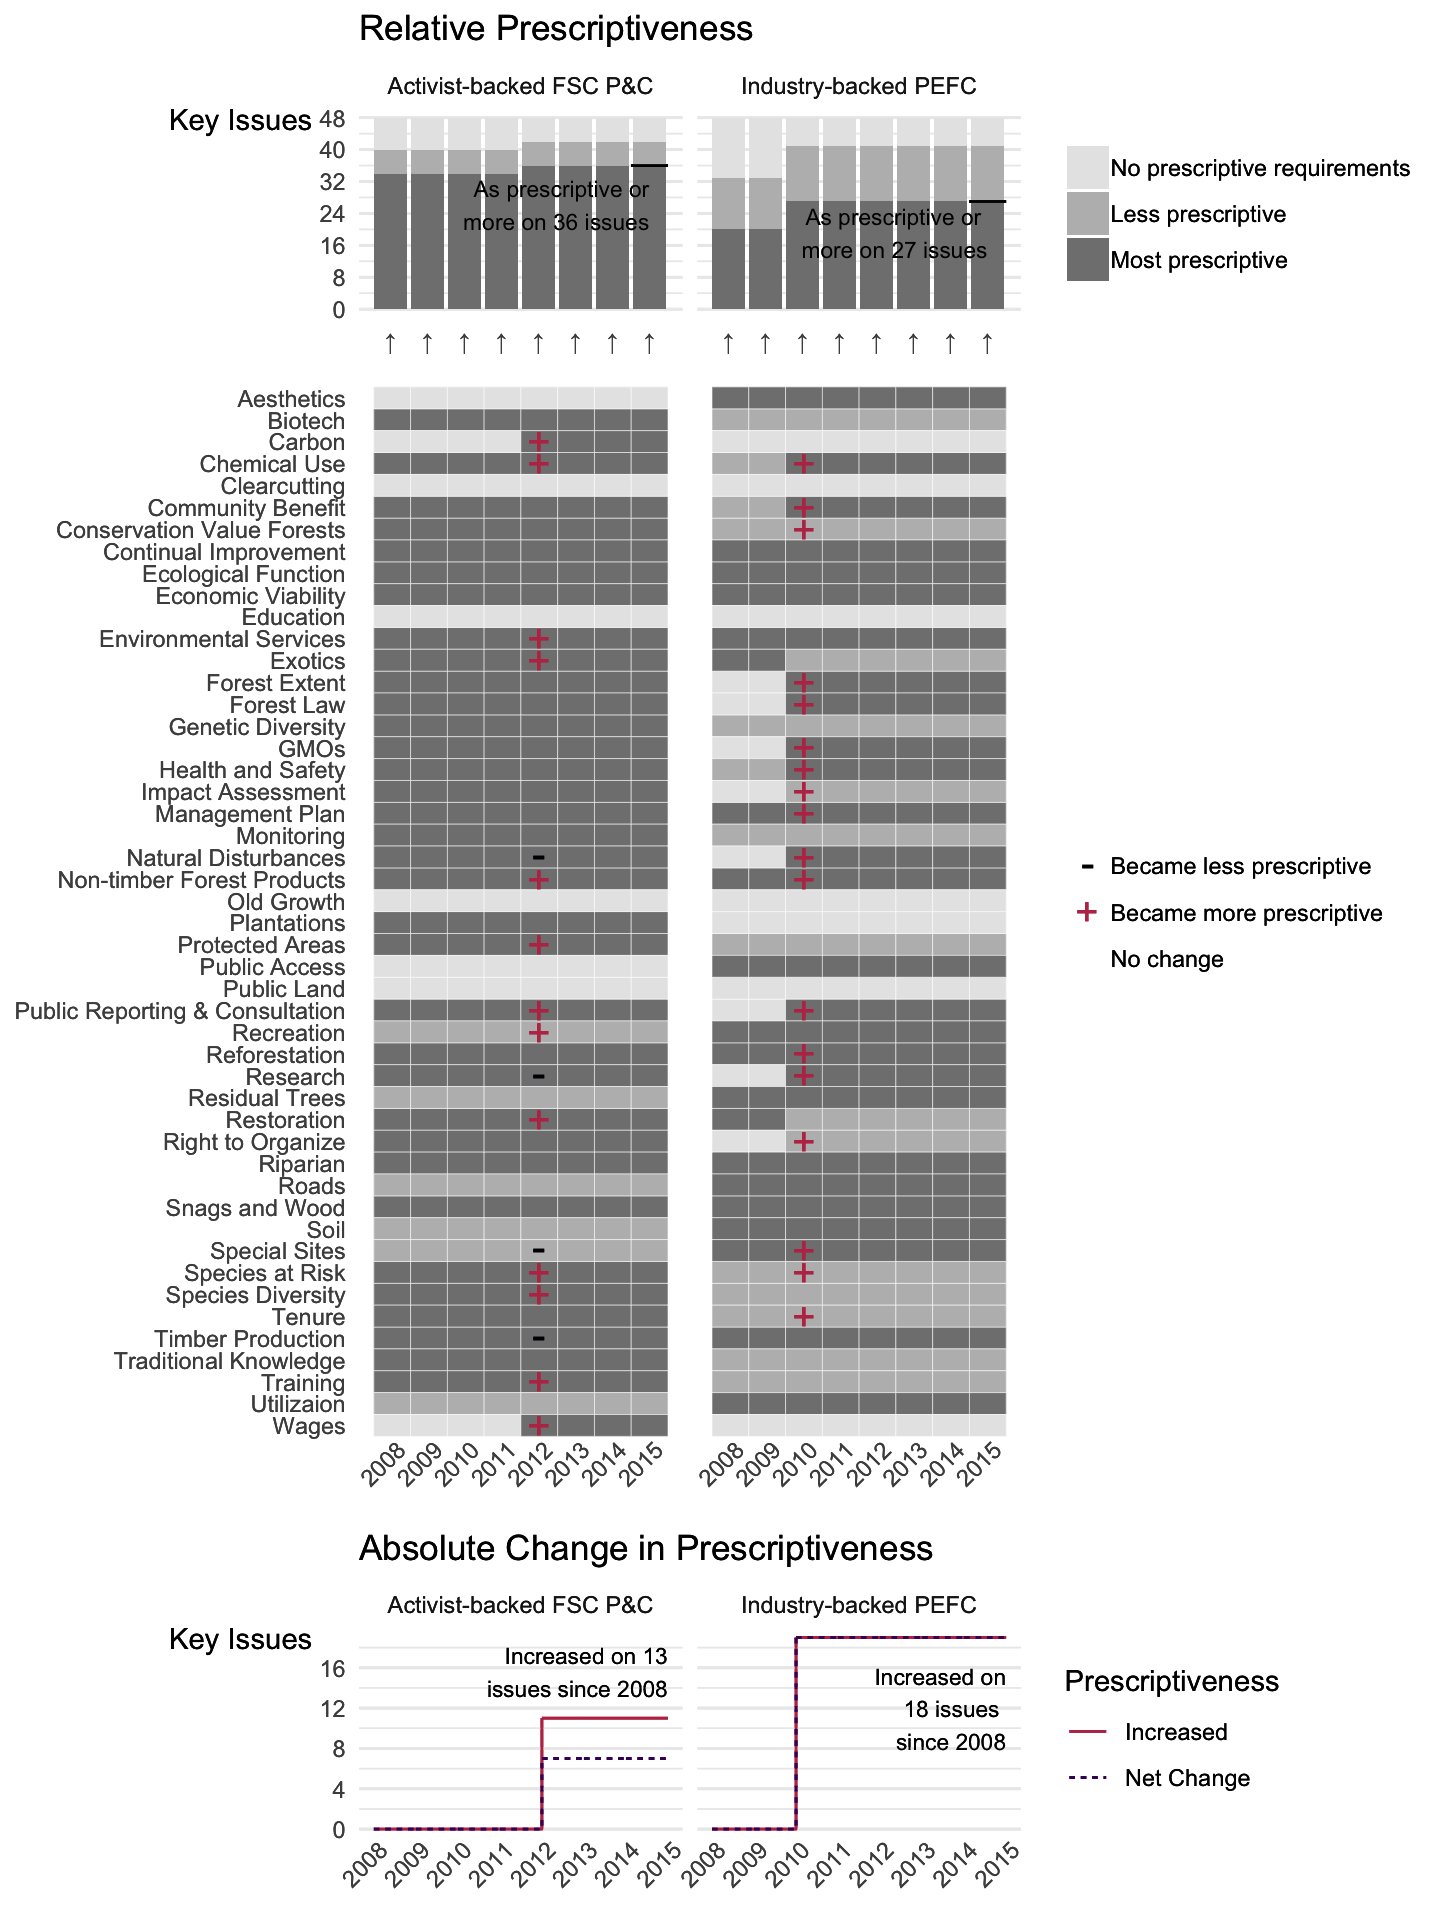 Relative Prescriptiveness
Activist-backed FSC P&C
Industry-backed PEFC
Key Issues
48
40
32
24
16
8
0
As prescriptive or
more on 36 issues
As prescriptive or
more on 27 issues
No prescriptive requirements
Less prescriptive
Most prescriptive
↑ ↑ ↑ ↑ ↑ ↑ ↑ ↑
↑ ↑ ↑ ↑ ↑ ↑ ↑ ↑
Aesthetics
Biotech
Carbon
Chemical Use
Clearcutting
Community Benefit
Conservation Value Forests
Continual Improvement
Ecological Function
Economic Viability
Education
Environmental Services
Exotics
Forest Extent
Forest Law
Genetic Diversity
GMOs
Health and Safety
Impact Assessment
Management Plan
Monitoring
Natural Disturbances
Non-timber Forest Products
Old Growth
Plantations
Protected Areas
Public Access
Public Land
Public Reporting & Consultation
Recreation
Reforestation
Research
Residual Trees
Restoration
Right to Organize
Riparian
Roads
Snags and Wood
Soil
Special Sites
Species at Risk
Species Diversity
Tenure
Timber Production
Traditional Knowledge
Training
Utilizaion
Wages
- Became less prescriptive
+ Became more prescriptive
No change
2008 2009 2010 2011 2012 2013 2014 2015
2008 2009 2010 2011 2012 2013 2014 2015
Absolute Change in Prescriptiveness
Activist-backed FSC P&C
Industry-backed PEFC
Key Issues
16
12
8
4
0
Increased on 13
issues since 2008
Increased on
18 issues
since 2008
Prescriptiveness
Increased
Net Change
2008 2009 2010 2011 2012 2013 2014 2015
2008 2009 2010 2011 2012 2013 2014 2015